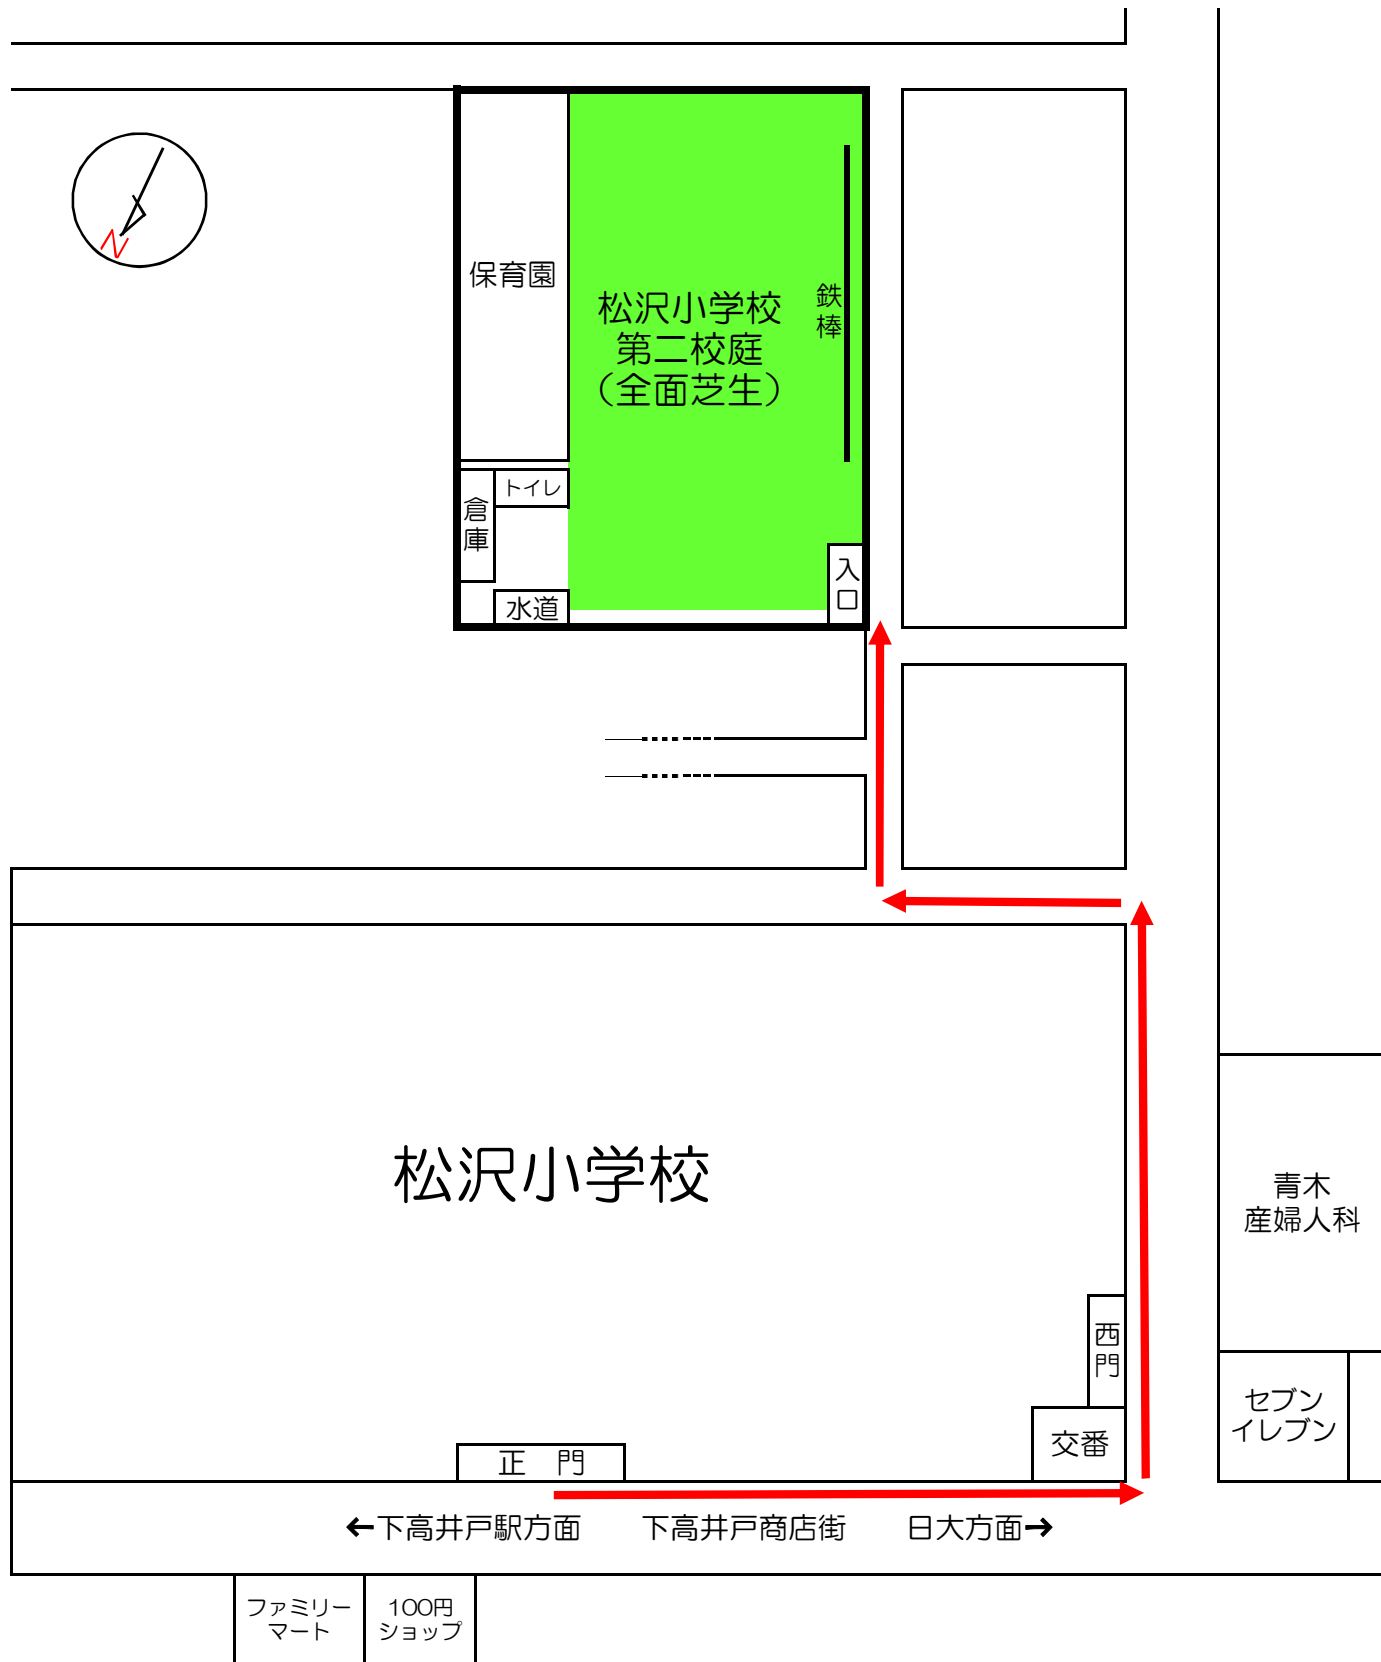 N
保育園
松沢小学校
第二校庭
（全面芝生）
鉄棒
トイレ
倉庫
水道
入口
松沢小学校
青木
産婦人科
西門
セブン
イレブン
交番
正　門
←下高井戸駅方面　　下高井戸商店街　　日大方面→
ファミリー
マート
100円
ショップ